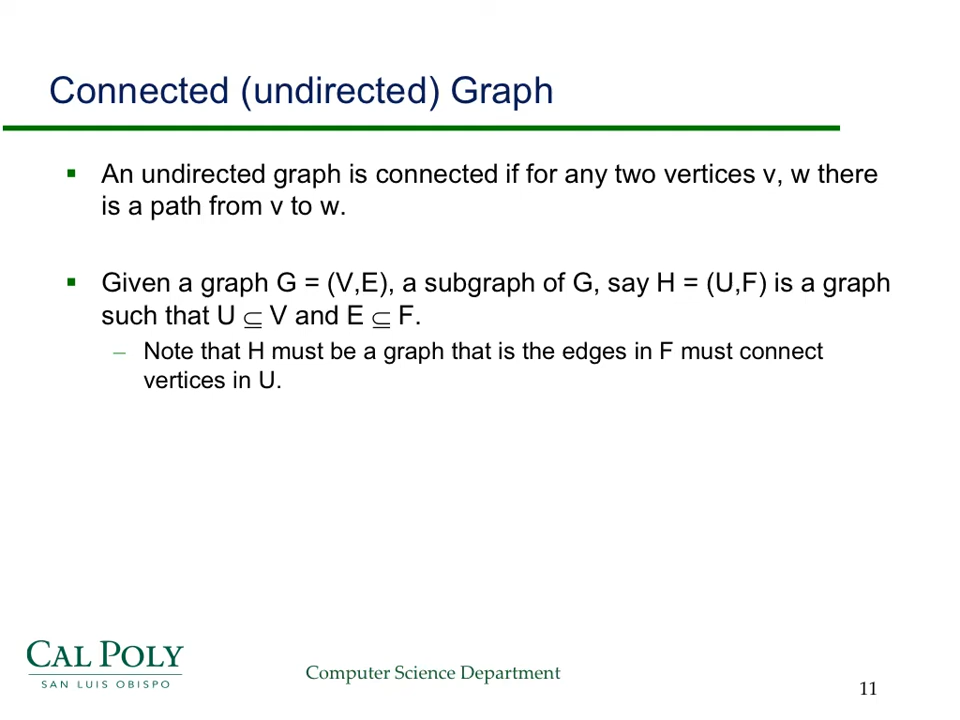 Connected (undirected) Graph
▪ An undirected graph is connected if for any two vertices v, w there
is a path from v to w.
▪ Given a graph G = (V,E), a subgraph of G, say H = (U,F) is a graph
such that U ⊆ V and E ⊆ F.
– Note that H must be a graph that is the edges in F must connect
vertices in U.
CAL POLY
SAN LUIS OBISPO
Computer Science Department
11